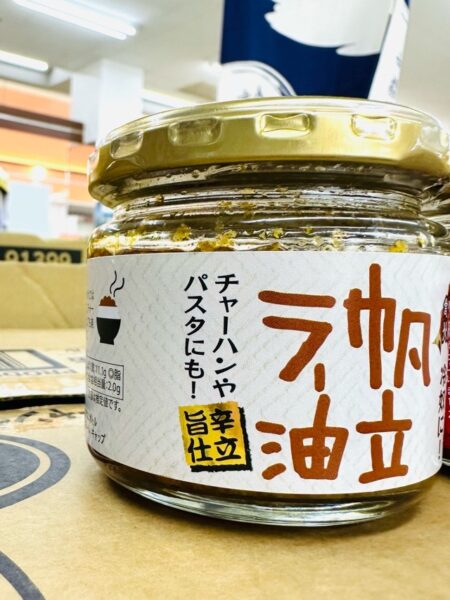 帆立
ラー油
チャーハンや
パスタにも！
旨辛
仕立
01299